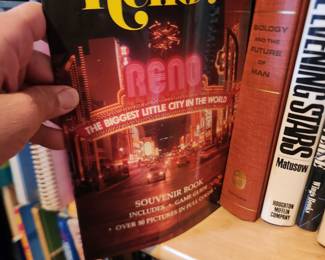 Reno!
RENO
THE BIGGEST LITTLE CITY IN THE WORLD
SOUVENIR BOOK
INCLUDES • GAME GUIDE
• OVER 80 PICTURES IN FULL COLOR
BIOLOGY
AND THE
FUTURE
OF
MAN
EVENING STARS
Matusow
HOUGHTON
MIFFLIN
COMPANY